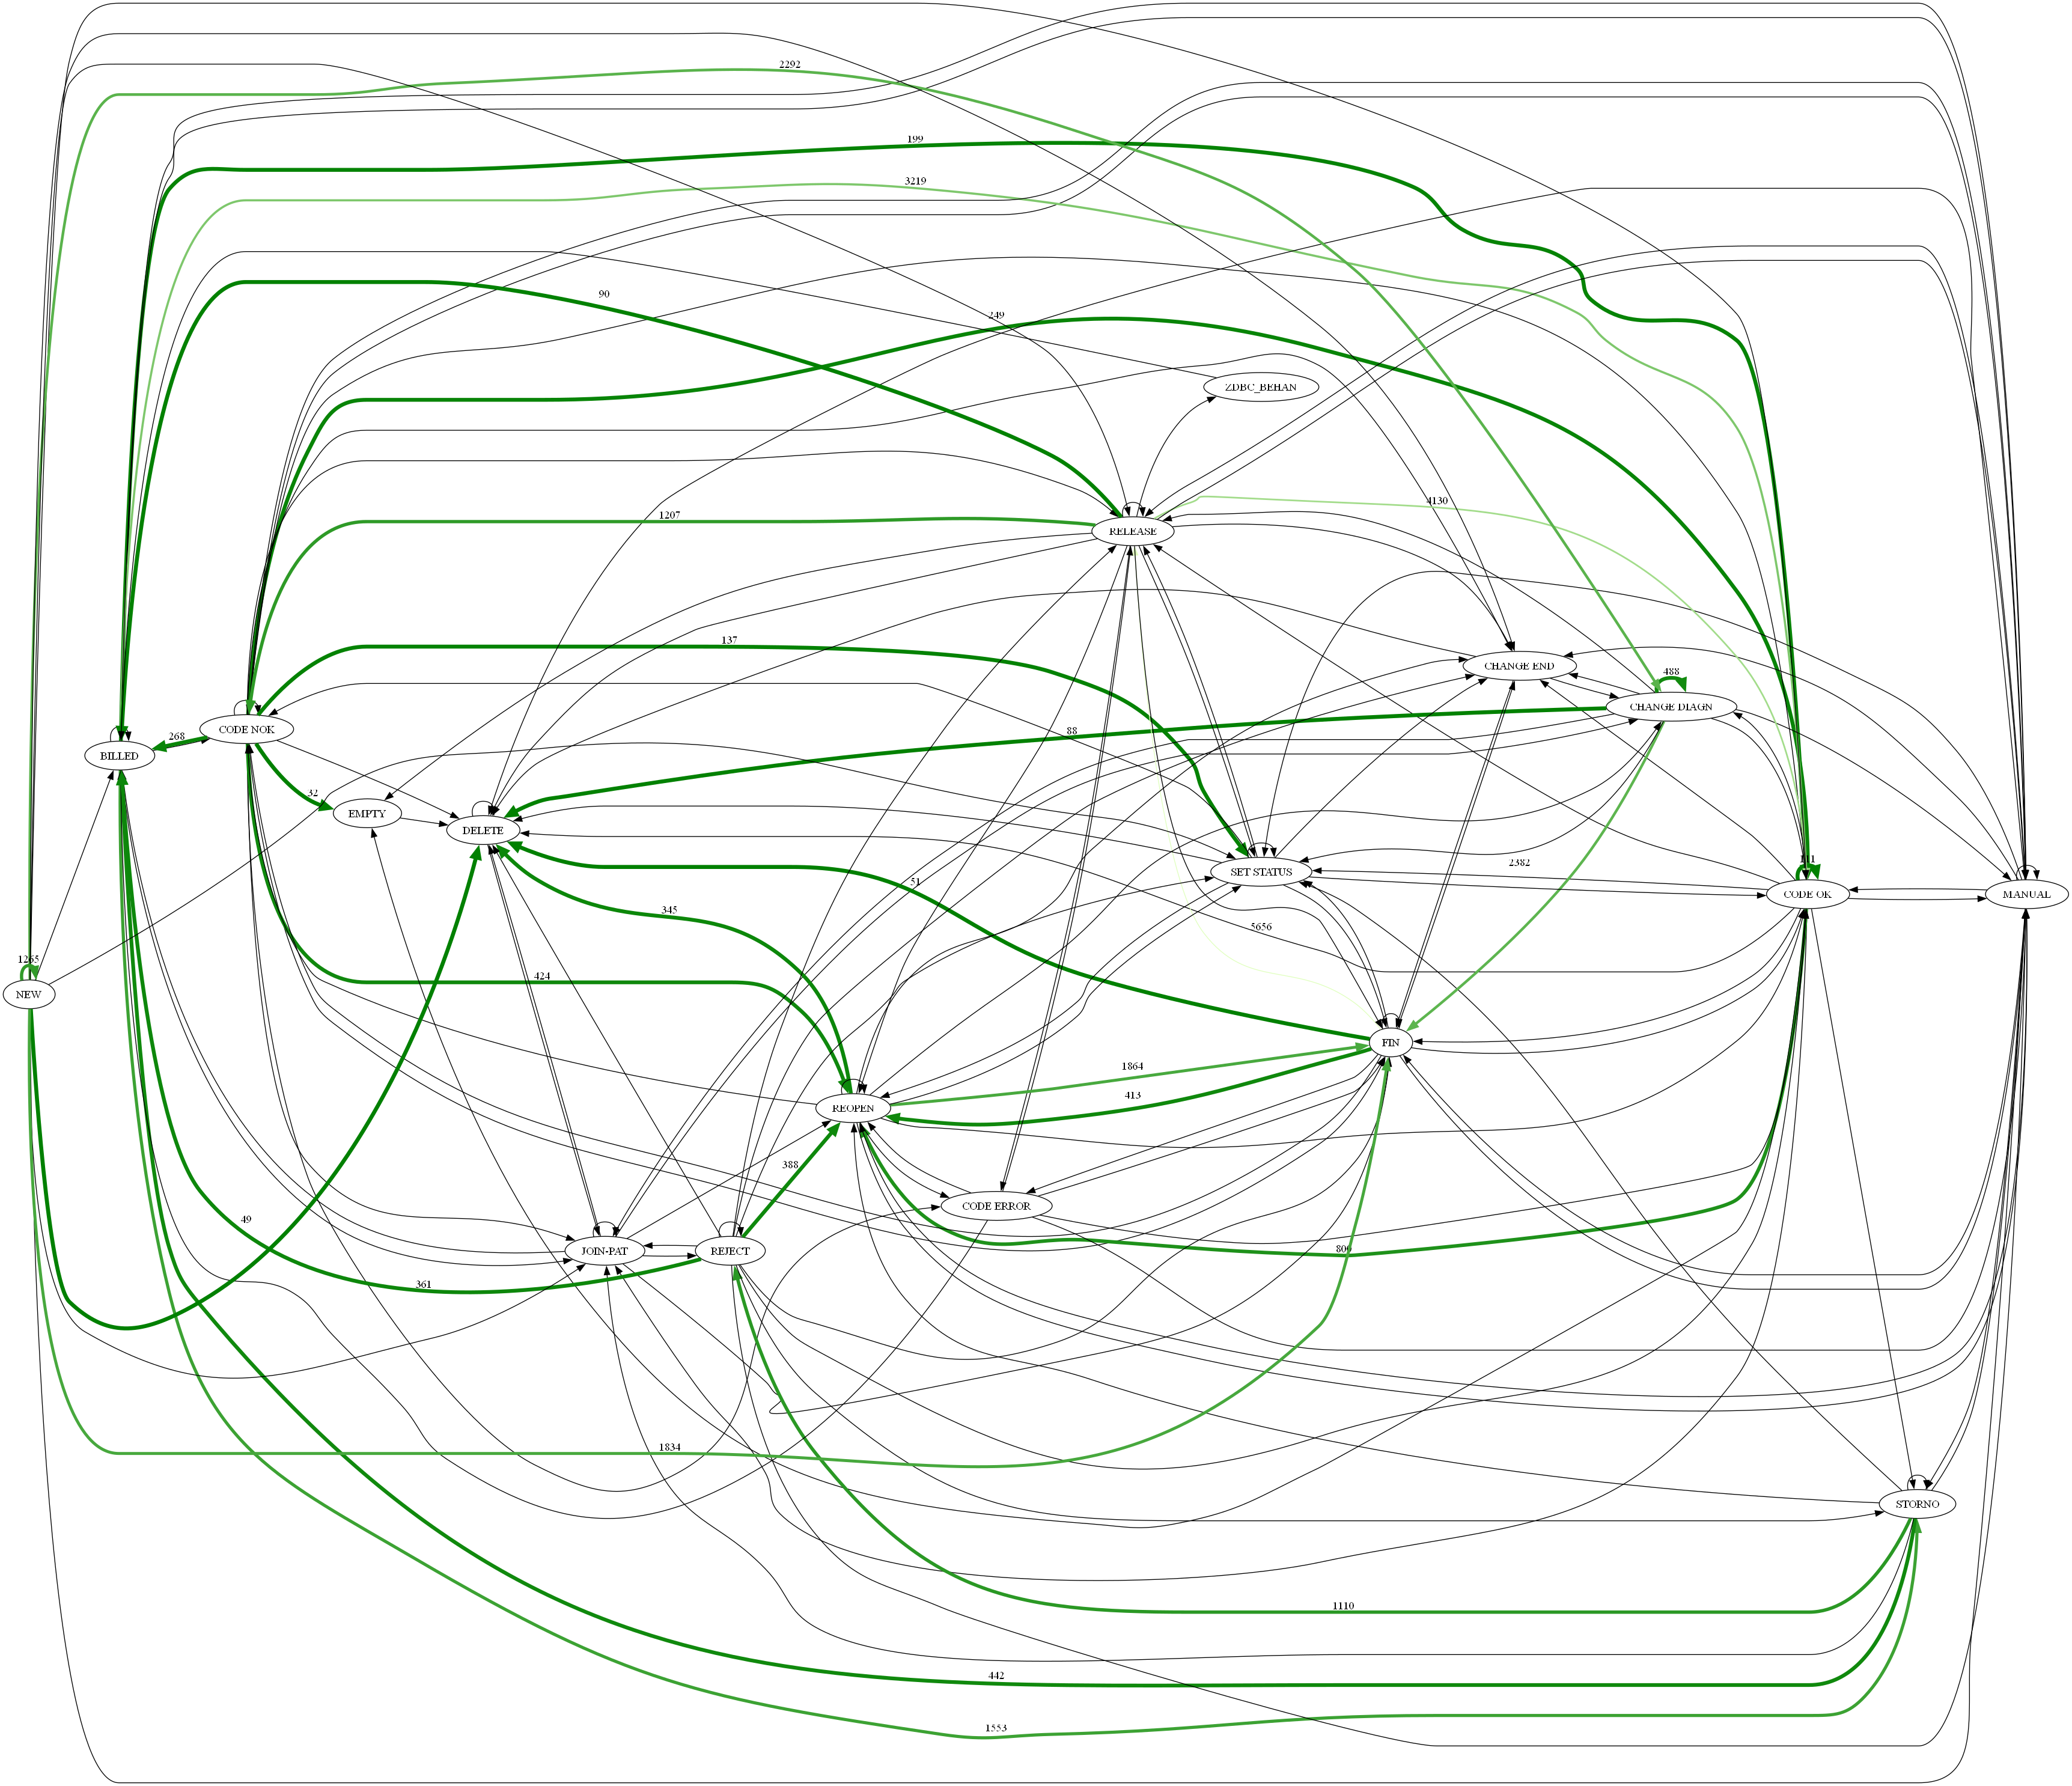 2292
199
3219
90
249
ZDBC_BEHAN
4130
1207
RELEASE
137
CHANGE END
488
CHANGE DIAGN
CODE NOK
268
BILLED
88
32
EMPTY
DELETE
2382
SET STATUS
111
CODE OK
MANUAL
51
345
5656
1265
NEW
424
FIN
1864
413
REOPEN
388
CODE ERROR
49
JOIN-PAT
REJECT
800
361
1834
STORNO
1110
442
1553